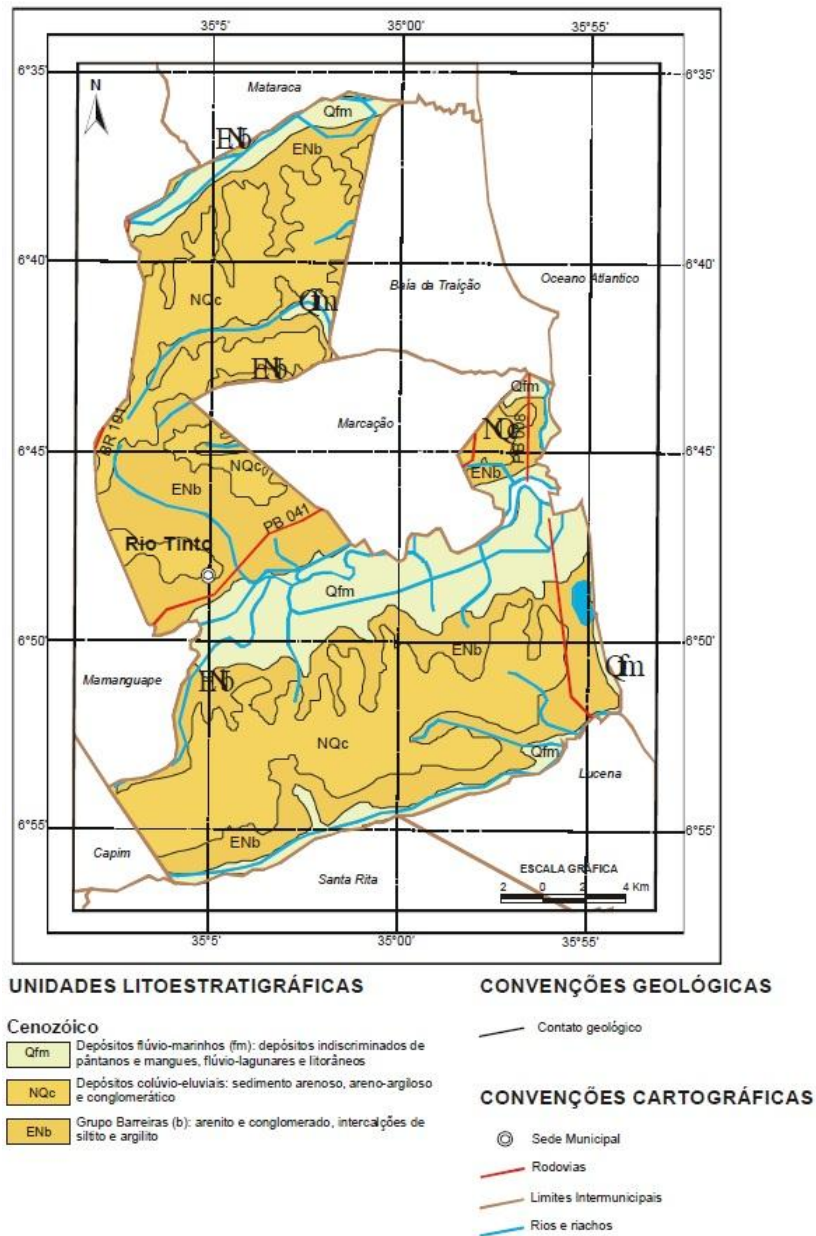 35°5' 35°00' 35°55'
6°35' 6°35'
N
Mataraca
Qfm
ENb
ENb
6°40' 6°40'
Baía da Traição
Oceano Atlantico
NQc
Qfm
ENb
Qfm
Marcação
BR 101
NQc
PB 008
6°45' 6°45'
NQc
ENb
ENb
PB 041
Rio Tinto
Qfm
6°50' 6°50'
ENb
Qfm
Mamanguape
ENb
NQc
Qfm
Lucena
6°55' 6°55'
Capim
ENb
Santa Rita
ESCALA GRÁFICA
2 0 2 4 Km
35°5' 35°00' 35°55'
UNIDADES LITOESTRATIGRÁFICAS
Cenozóico
Qfm Depósitos flúvio-marinhos (fm): depósitos indiscriminados de
pântanos e mangues, flúvio-lagunares e litorâneos
NQc Depósitos colúvio-eluviais: sedimento arenoso, areno-argiloso
e conglomerático
ENb Grupo Barreiras (b): arenito e conglomerado, intercalções de
siltito e argilito
CONVENÇÕES GEOLÓGICAS
Contato geológico
CONVENÇÕES CARTOGRÁFICAS
Sede Municipal
Rodovias
Limites Intermunicipais
Rios e riachos